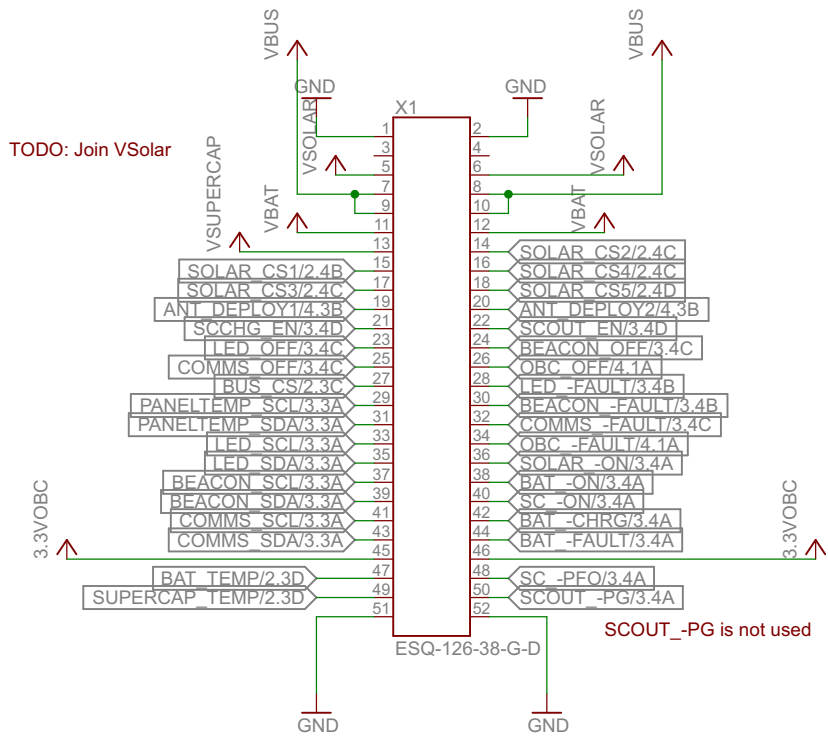 VBUS
VBUS
GND
GND
X1
VSOLAR
VSOLAR
TODO: Join VSolar
VSUPERCAP
VBAT
VBAT
1 2
3 4
5 6
7 8
9 10
11 12
13 14 SOLAR_CS2/2.4C
SOLAR_CS1/2.4B 15 16 SOLAR_CS4/2.4C
SOLAR_CS3/2.4C 17 18 SOLAR_CS5/2.4D
ANT_DEPLOY1/4.3B 19 20 ANT_DEPLOY2/4.3B
SCCHG_EN/3.4D 21 22 SCOUT_EN/3.4D
LED_OFF/3.4C 23 24 BEACON_OFF/3.4C
COMMS_OFF/3.4C 25 26 OBC_OFF/4.1A
BUS_CS/2.3C 27 28 LED_-FAULT/3.4B
PANELTEMP_SCL/3.3A 29 30 BEACON_-FAULT/3.4B
PANELTEMP_SDA/3.3A 31 32 COMMS_-FAULT/3.4C
LED_SCL/3.3A 33 34 OBC_-FAULT/4.1A
LED_SDA/3.3A 35 36 SOLAR_-ON/3.4A
BEACON_SCL/3.3A 37 38 BAT_-ON/3.4A
BEACON_SDA/3.3A 39 40 SC_-ON/3.4A
COMMS_SCL/3.3A 41 42 BAT_-CHRG/3.4A
COMMS_SDA/3.3A 43 44 BAT_-FAULT/3.4A
3.3VOBC 45 46 3.3VOBC
BAT_TEMP/2.3D 47 48 SC_-PFO/3.4A
SUPERCAP_TEMP/2.3D 49 50 SCOUT_-PG/3.4A
51 52
SCOUT_-PG is not used
ESQ-126-38-G-D
GND
GND